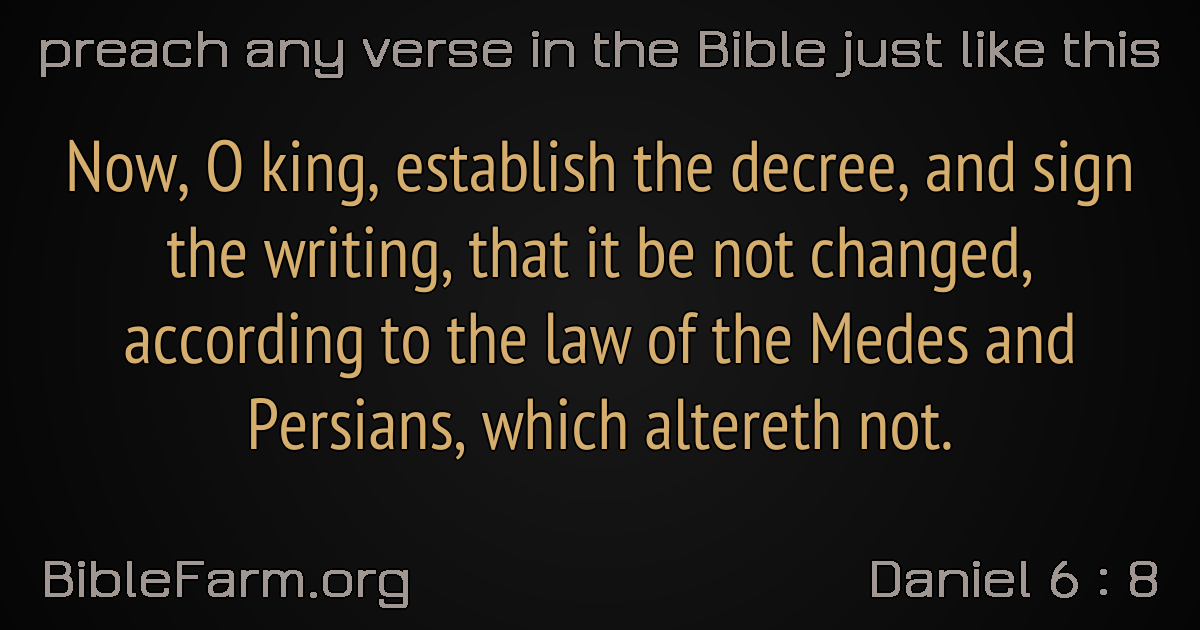 preach any verse in the Bible just like this
Now, O king, establish the decree, and sign
the writing, that it be not changed,
according to the law of the Medes and
Persians, which altereth not.
BibleFarm.org
Daniel 6 : 8